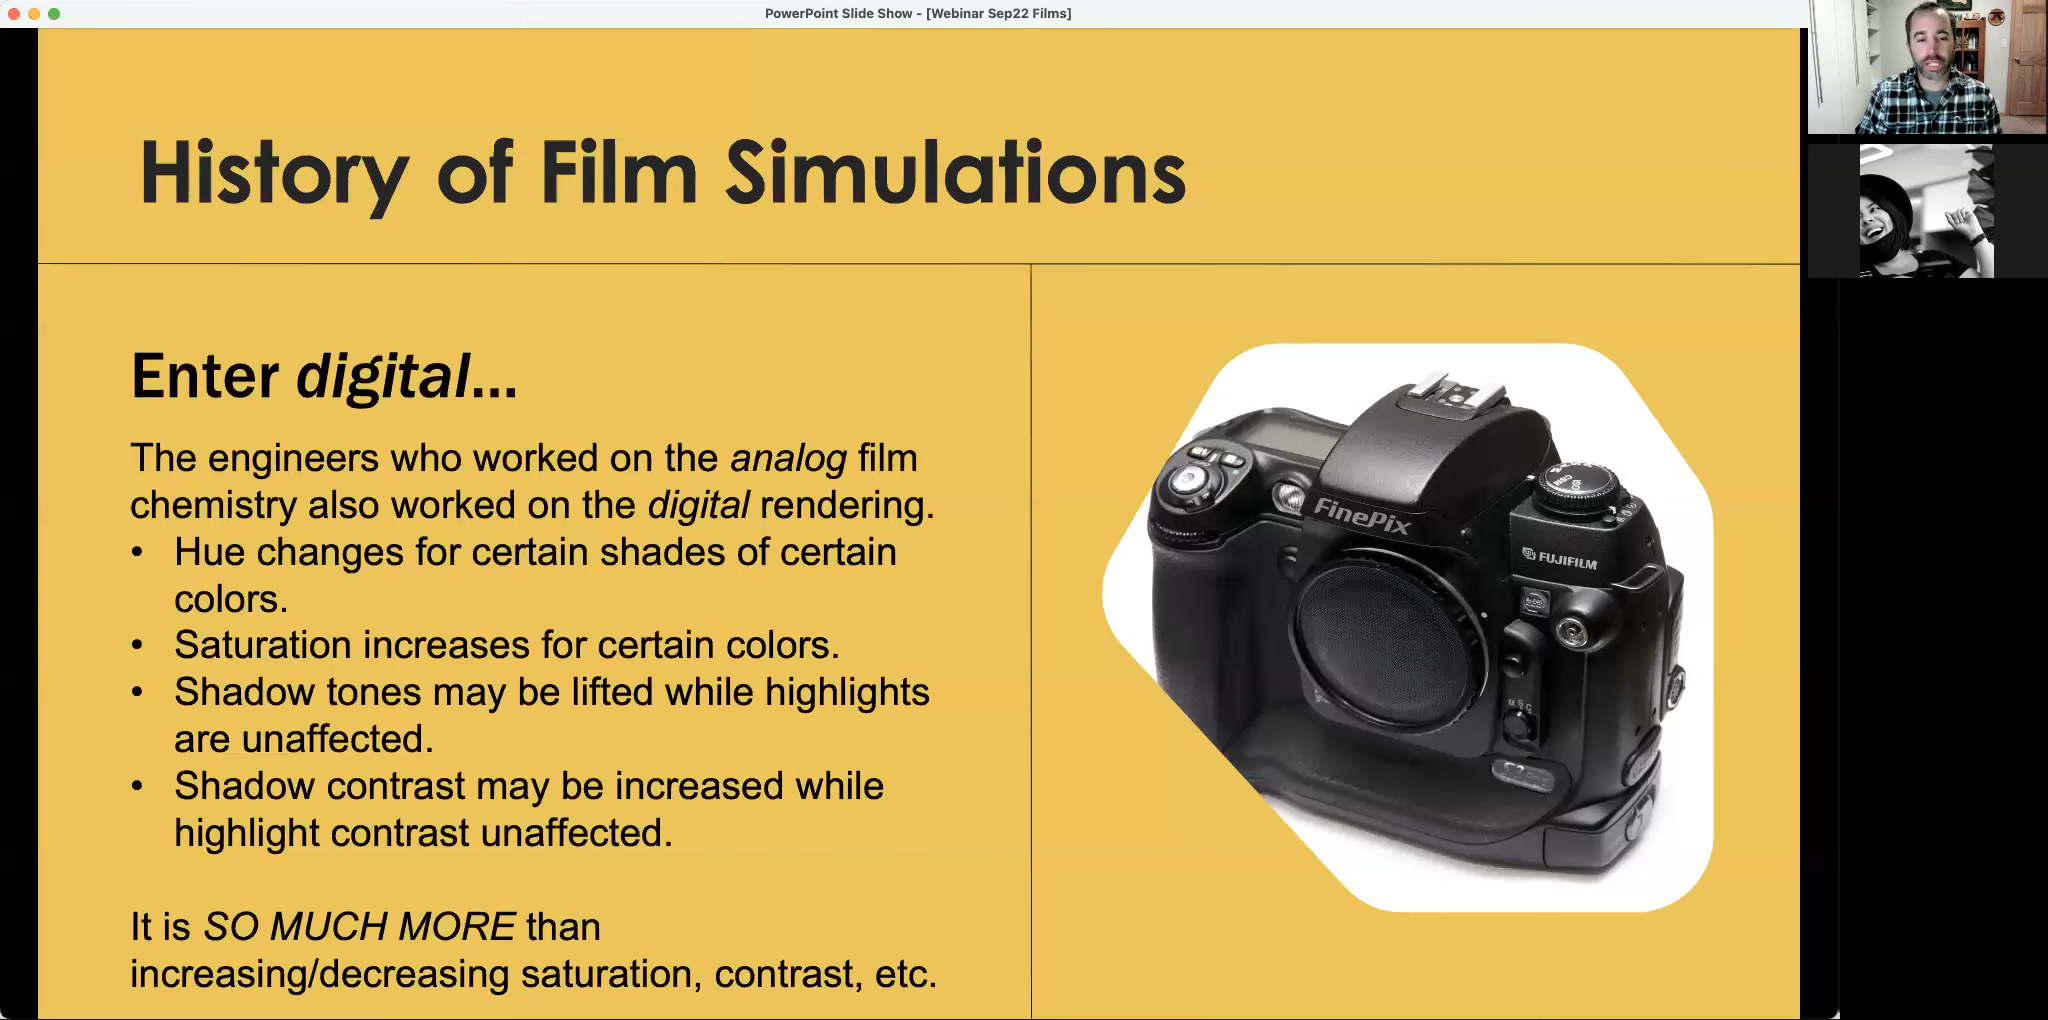 PowerPoint Slide Show - [Webinar Sep22 Films]
History of Film Simulations
Enter digital...
The engineers who worked on the analog film
chemistry also worked on the digital rendering.
• Hue changes for certain shades of certain
colors.
• Saturation increases for certain colors.
• Shadow tones may be lifted while highlights
are unaffected.
• Shadow contrast may be increased while
highlight contrast unaffected.
It is SO MUCH MORE than
increasing/decreasing saturation, contrast, etc.
FinePix
FUJIFILM
ISO
M S C